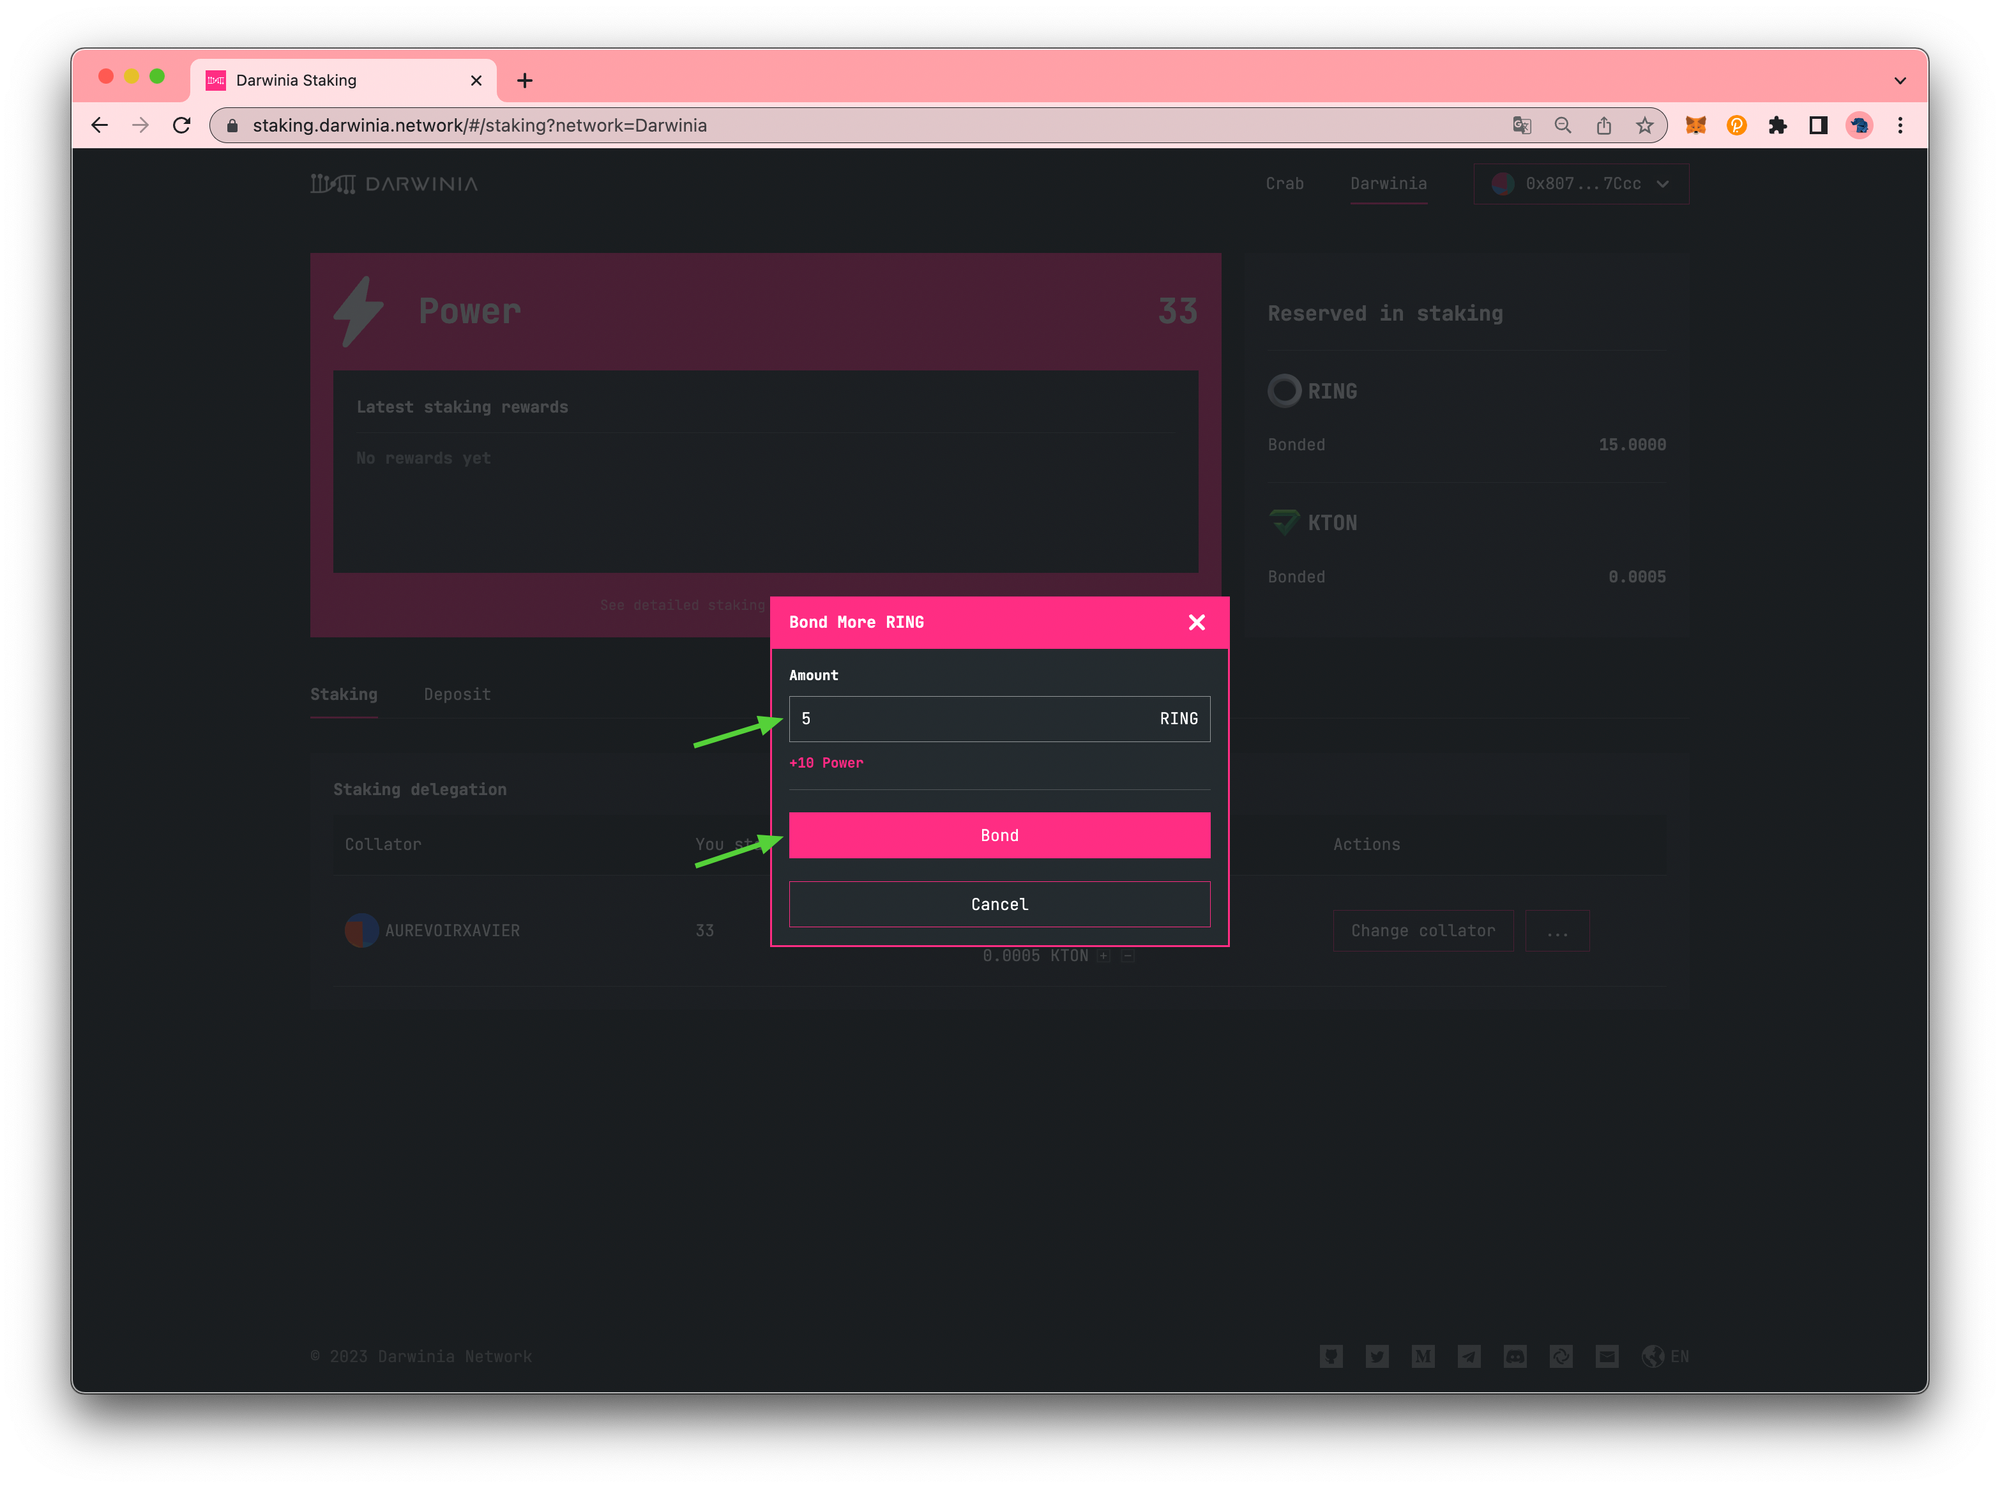 Darwinia Staking
staking.darwinia.network/#/staking?network=Darwinia
DARWINIA
Crab
Darwinia
0x807...7Ccc
Power
33
Latest staking rewards
No rewards yet
See detailed staking
Reserved in staking
RING
Bonded
15.0000
KTON
Bonded
0.0005
Bond More RING
Amount
5
RING
+10 Power
Bond
Cancel
Staking
Deposit
Staking delegation
Collator
You
Actions
AUREVOIRXAVIER
33
0.0005 KTON + −
Change collator
...
© 2023 Darwinia Network
EN